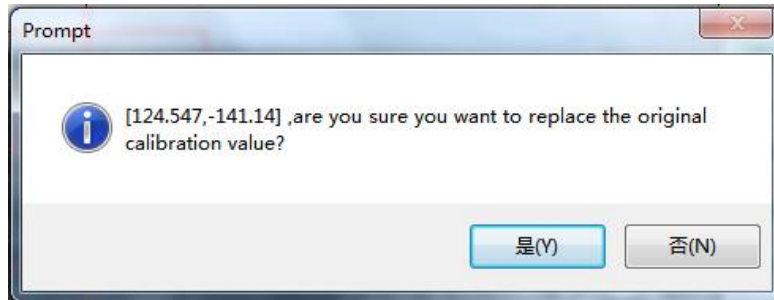 Prompt
[124.547,-141.14] ,are you sure you want to replace the original
calibration value?
是(Y)
否(N)